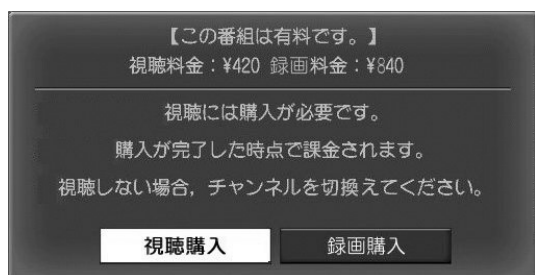 【この番組は有料です。】
視聴料金：¥420 録画料金：¥840
視聴には購入が必要です。
購入が完了した時点で課金されます。
視聴しない場合，チャンネルを切換えてください。
視聴購入 録画購入